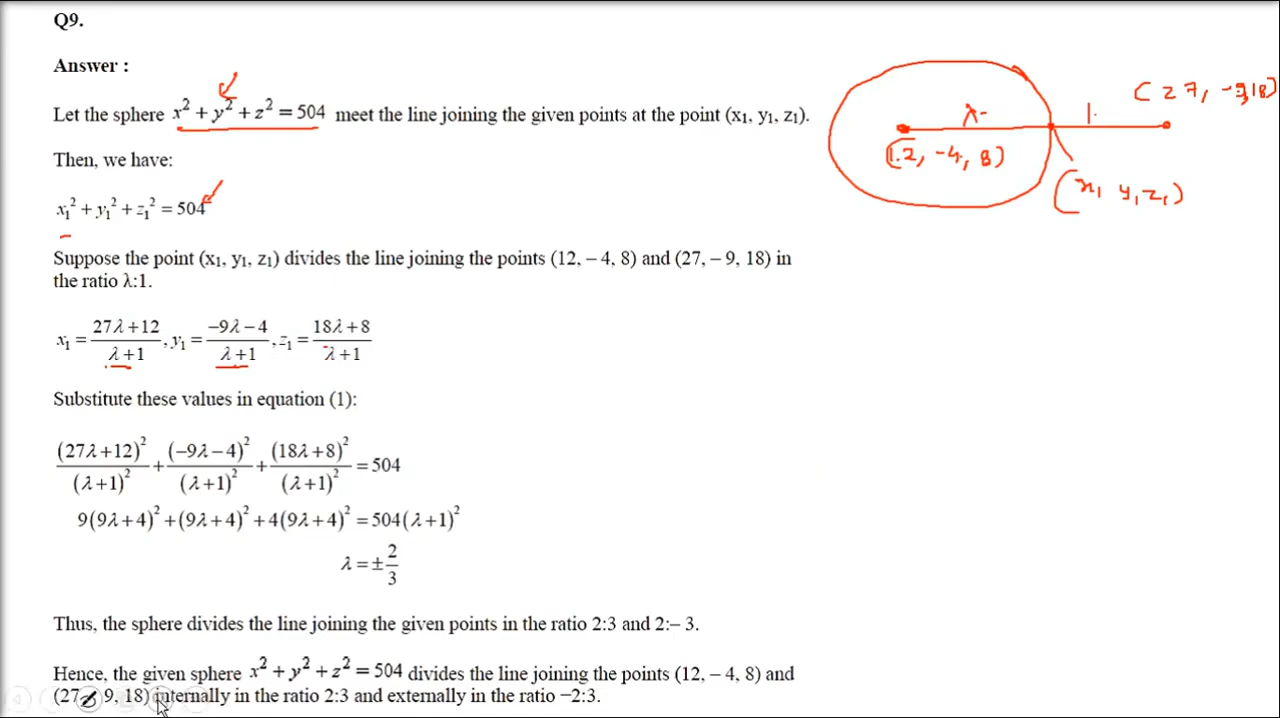 Q9.
Answer :
Let the sphere x² + y² + z² = 504 meet the line joining the given points at the point (x₁, y₁, z₁).
Then, we have:
x₁² + y₁² + z₁² = 504
Suppose the point (x₁, y₁, z₁) divides the line joining the points (12, – 4, 8) and (27, – 9, 18) in
the ratio λ:1.
x₁ = (27λ+12)/(λ+1), y₁ = (−9λ−4)/(λ+1), z₁ = (18λ+8)/(λ+1)
Substitute these values in equation (1):
(27λ+12)²/(λ+1)² + (−9λ−4)²/(λ+1)² + (18λ+8)²/(λ+1)² = 504
9(9λ+4)² + (9λ+4)² + 4(9λ+4)² = 504(λ+1)²
λ = ± 2/3
Thus, the sphere divides the line joining the given points in the ratio 2:3 and 2:– 3.
Hence, the given sphere x² + y² + z² = 504 divides the line joining the points (12, – 4, 8) and
(27 9, 18) internally in the ratio 2:3 and externally in the ratio −2:3.
(27, -9, 18)
λ 1
(12, -4, 8)
(x₁ y₁ z₁)